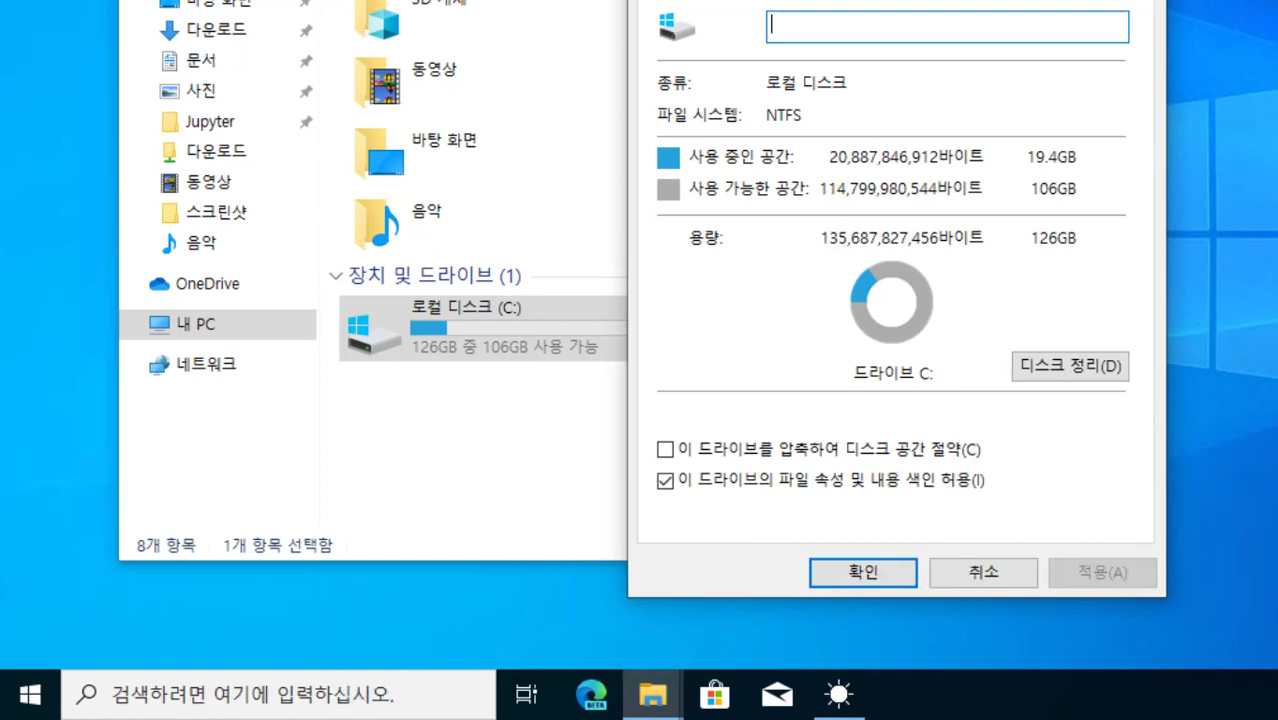 바탕 화면
다운로드
문서
사진
Jupyter
다운로드
동영상
스크린샷
음악
OneDrive
내 PC
네트워크
3D 개체
동영상
바탕 화면
음악
장치 및 드라이브 (1)
로컬 디스크 (C:)
126GB 중 106GB 사용 가능
8개 항목 1개 항목 선택함
종류: 로컬 디스크
파일 시스템: NTFS
사용 중인 공간: 20,887,846,912바이트 19.4GB
사용 가능한 공간: 114,799,980,544바이트 106GB
용량: 135,687,827,456바이트 126GB
드라이브 C:
디스크 정리(D)
이 드라이브를 압축하여 디스크 공간 절약(C)
이 드라이브의 파일 속성 및 내용 색인 허용(I)
확인 취소 적용(A)
검색하려면 여기에 입력하십시오.
BETA